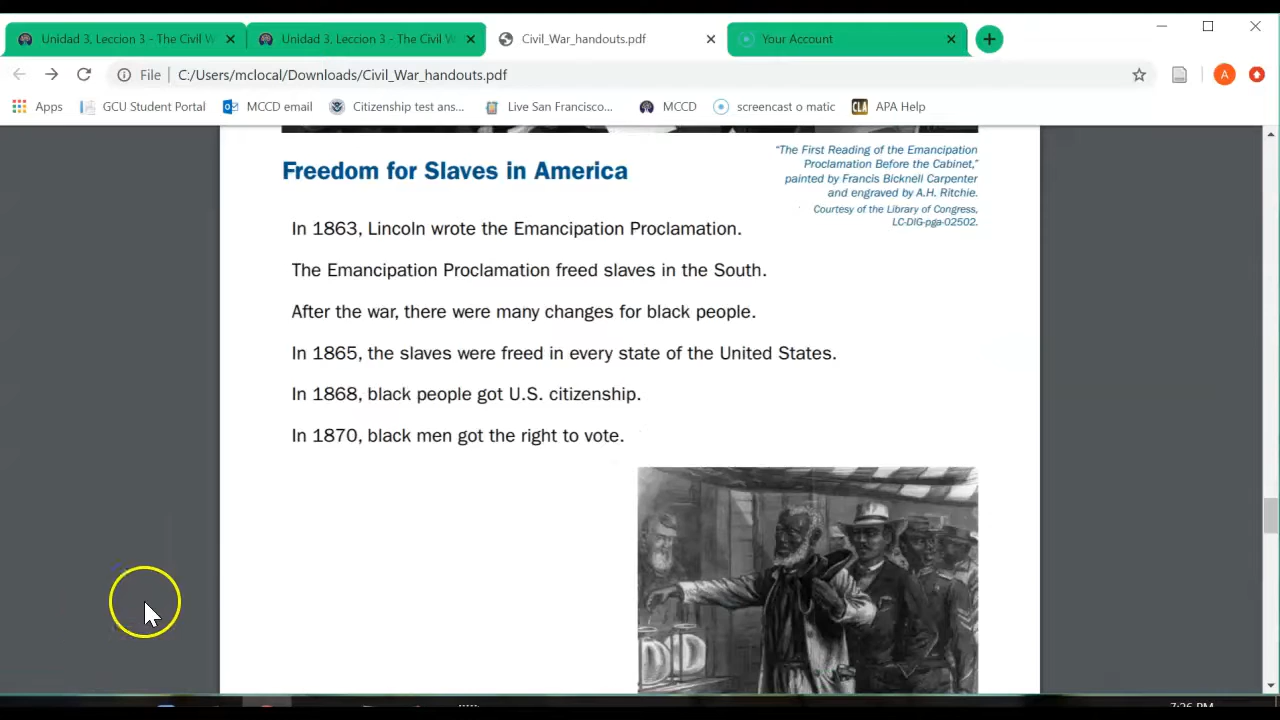 Unidad 3, Leccion 3 - The Civil W
Unidad 3, Leccion 3 - The Civil W
Civil_War_handouts.pdf
Your Account
File
C:/Users/mclocal/Downloads/Civil_War_handouts.pdf
A
Apps
GCU Student Portal
MCCD email
Citizenship test ans...
Live San Francisco...
MCCD
screencast o matic
CLA
APA Help
"The First Reading of the Emancipation
Proclamation Before the Cabinet,"
painted by Francis Bicknell Carpenter
and engraved by A.H. Ritchie.
Courtesy of the Library of Congress,
LC-DIG-pga-02502.
Freedom for Slaves in America
In 1863, Lincoln wrote the Emancipation Proclamation.
The Emancipation Proclamation freed slaves in the South.
After the war, there were many changes for black people.
In 1865, the slaves were freed in every state of the United States.
In 1868, black people got U.S. citizenship.
In 1870, black men got the right to vote.
7:26 PM